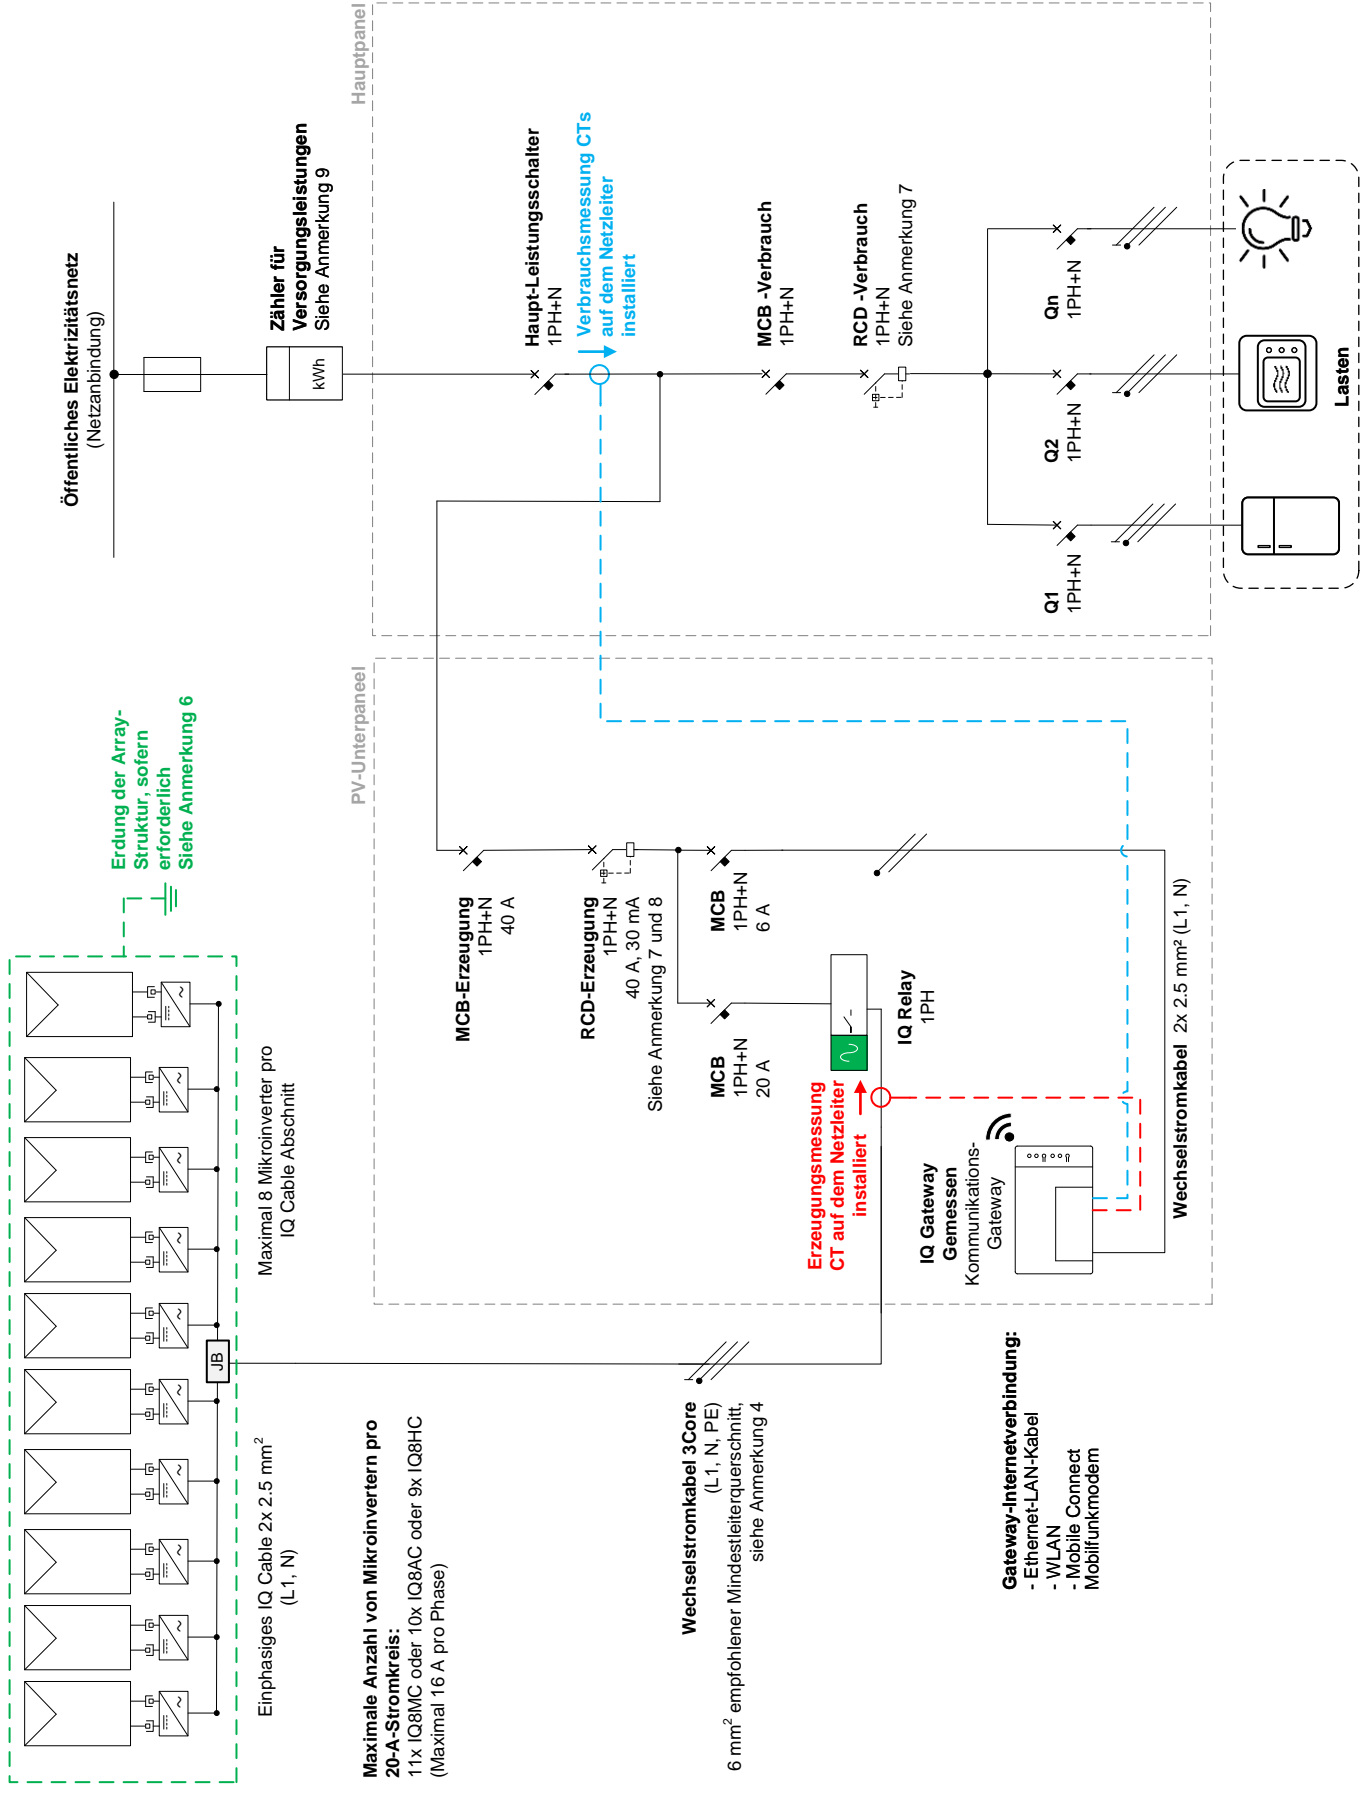 Öffentliches Elektrizitätsnetz
(Netzanbindung)
Zähler für
Versorgungsleistungen
Siehe Anmerkung 9
kWh
Hauptpanel
Haupt-Leistungsschalter
1PH+N
Verbrauchsmessung CTs
auf dem Netzleiter
installiert
MCB -Verbrauch
1PH+N
RCD -Verbrauch
1PH+N
Siehe Anmerkung 7
Q1
1PH+N
Q2
1PH+N
Qn
1PH+N
Lasten
Erdung der Array-
Struktur, sofern
erforderlich
Siehe Anmerkung 6
PV-Unterpaneel
MCB-Erzeugung
1PH+N
40 A
RCD-Erzeugung
1PH+N
40 A, 30 mA
Siehe Anmerkung 7 und 8
MCB
1PH+N
20 A
MCB
1PH+N
6 A
IQ Relay
1PH
Erzeugungsmessung
CT auf dem Netzleiter
installiert
IQ Gateway
Gemessen
Kommunikations-
Gateway
Wechselstromkabel 2x 2.5 mm² (L1, N)
Maximal 8 Mikroinverter pro
IQ Cable Abschnitt
JB
Einphasiges IQ Cable 2x 2.5 mm²
(L1, N)
Maximale Anzahl von Mikroinvertern pro
20-A-Stromkreis:
11x IQ8MC oder 10x IQ8AC oder 9x IQ8HC
(Maximal 16 A pro Phase)
Wechselstromkabel 3Core
(L1, N, PE)
6 mm² empfohlener Mindestleiterquerschnitt,
siehe Anmerkung 4
Gateway-Internetverbindung:
- Ethernet-LAN-Kabel
- WLAN
- Mobile Connect
Mobilfunkmodem